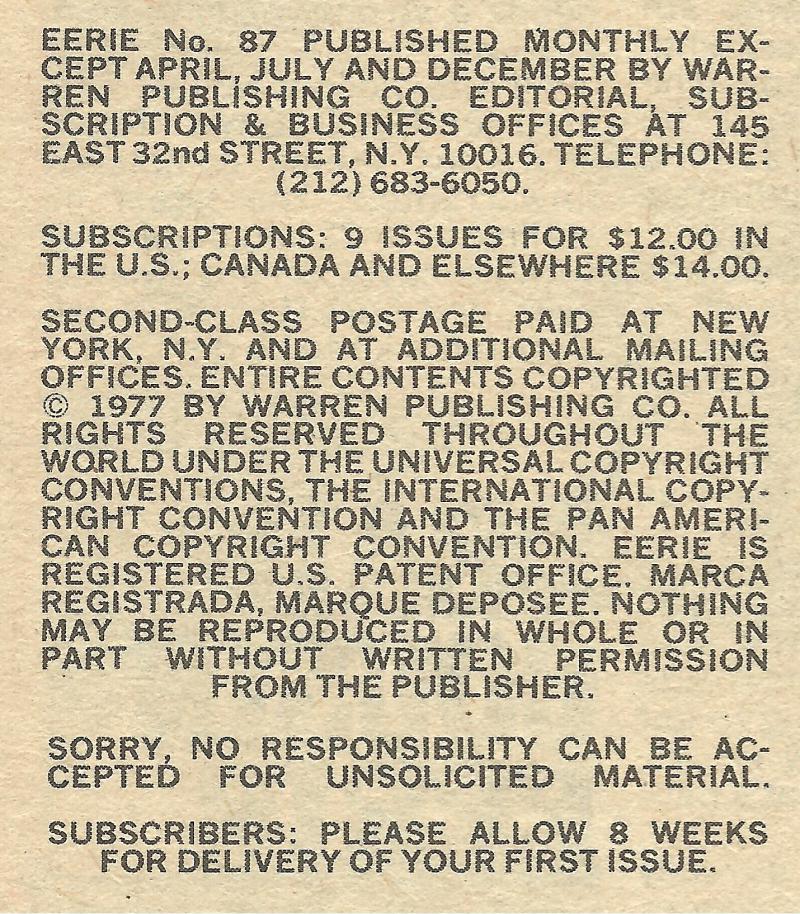 EERIE No. 87 PUBLISHED MONTHLY EX-
CEPT APRIL, JULY AND DECEMBER BY WAR-
REN PUBLISHING CO. EDITORIAL, SUB-
SCRIPTION & BUSINESS OFFICES AT 145
EAST 32nd STREET, N.Y. 10016. TELEPHONE:
(212) 683-6050.
SUBSCRIPTIONS: 9 ISSUES FOR $12.00 IN
THE U.S.; CANADA AND ELSEWHERE $14.00.
SECOND-CLASS POSTAGE PAID AT NEW
YORK, N.Y. AND AT ADDITIONAL MAILING
OFFICES. ENTIRE CONTENTS COPYRIGHTED
© 1977 BY WARREN PUBLISHING CO. ALL
RIGHTS RESERVED THROUGHOUT THE
WORLD UNDER THE UNIVERSAL COPYRIGHT
CONVENTIONS, THE INTERNATIONAL COPY-
RIGHT CONVENTION AND THE PAN AMERI-
CAN COPYRIGHT CONVENTION. EERIE IS
REGISTERED U.S. PATENT OFFICE. MARCA
REGISTRADA, MARQUE DEPOSEE. NOTHING
MAY BE REPRODUCED IN WHOLE OR IN
PART WITHOUT WRITTEN PERMISSION
FROM THE PUBLISHER.
SORRY, NO RESPONSIBILITY CAN BE AC-
CEPTED FOR UNSOLICITED MATERIAL.
SUBSCRIBERS: PLEASE ALLOW 8 WEEKS
FOR DELIVERY OF YOUR FIRST ISSUE.